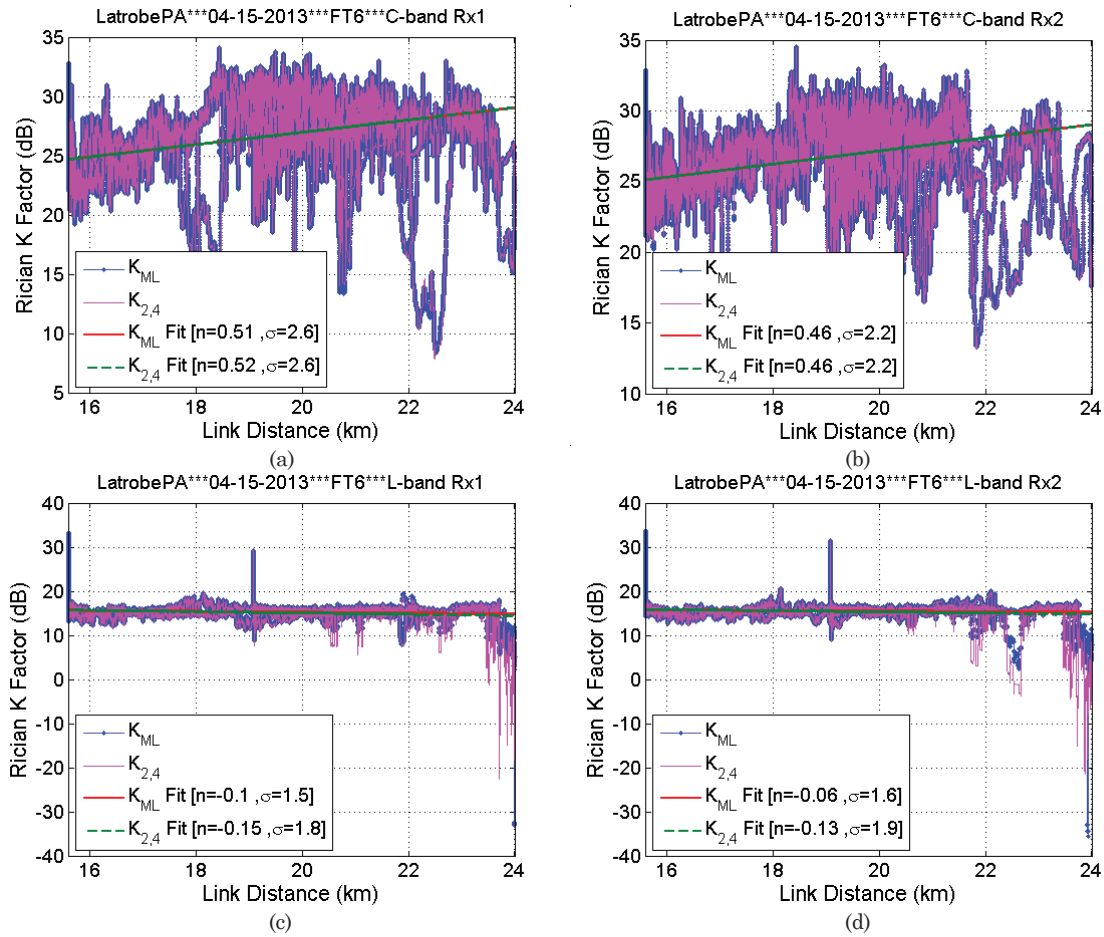 LatrobePA***04-15-2013***FT6***C-band Rx1
35
30
25
20
15
10
5
Rician K Factor (dB)
K_ML
K_2,4
K_ML Fit [n=0.51 ,σ=2.6]
K_2,4 Fit [n=0.52 ,σ=2.6]
16 18 20 22 24
Link Distance (km)
(a)
LatrobePA***04-15-2013***FT6***C-band Rx2
35
30
25
20
15
10
Rician K Factor (dB)
K_ML
K_2,4
K_ML Fit [n=0.46 ,σ=2.2]
K_2,4 Fit [n=0.46 ,σ=2.2]
16 18 20 22 24
Link Distance (km)
(b)
LatrobePA***04-15-2013***FT6***L-band Rx1
40
30
20
10
0
-10
-20
-30
-40
Rician K Factor (dB)
K_ML
K_2,4
K_ML Fit [n=-0.1 ,σ=1.5]
K_2,4 Fit [n=-0.15 ,σ=1.8]
16 18 20 22 24
Link Distance (km)
(c)
LatrobePA***04-15-2013***FT6***L-band Rx2
40
30
20
10
0
-10
-20
-30
-40
Rician K Factor (dB)
K_ML
K_2,4
K_ML Fit [n=-0.06 ,σ=1.6]
K_2,4 Fit [n=-0.13 ,σ=1.9]
16 18 20 22 24
Link Distance (km)
(d)